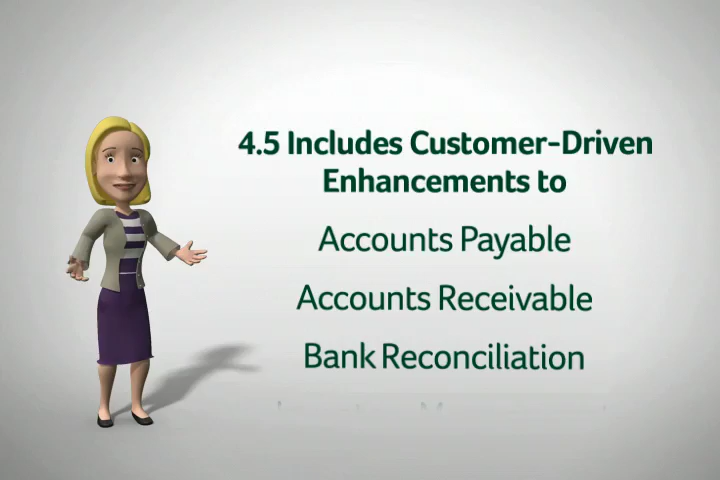 4.5 Includes Customer-Driven
Enhancements to
Accounts Payable
Accounts Receivable
Bank Reconciliation